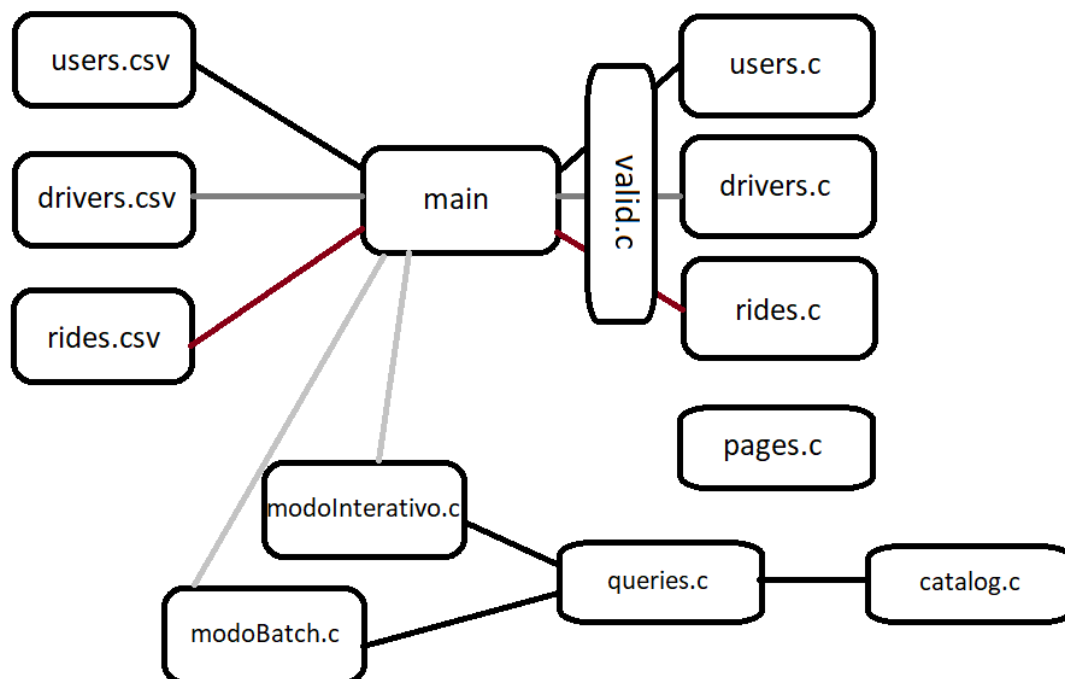 users.csv
users.c
drivers.csv
main
valid.c
drivers.c
rides.csv
rides.c
pages.c
modoInterativo.c
modoBatch.c
queries.c
catalog.c